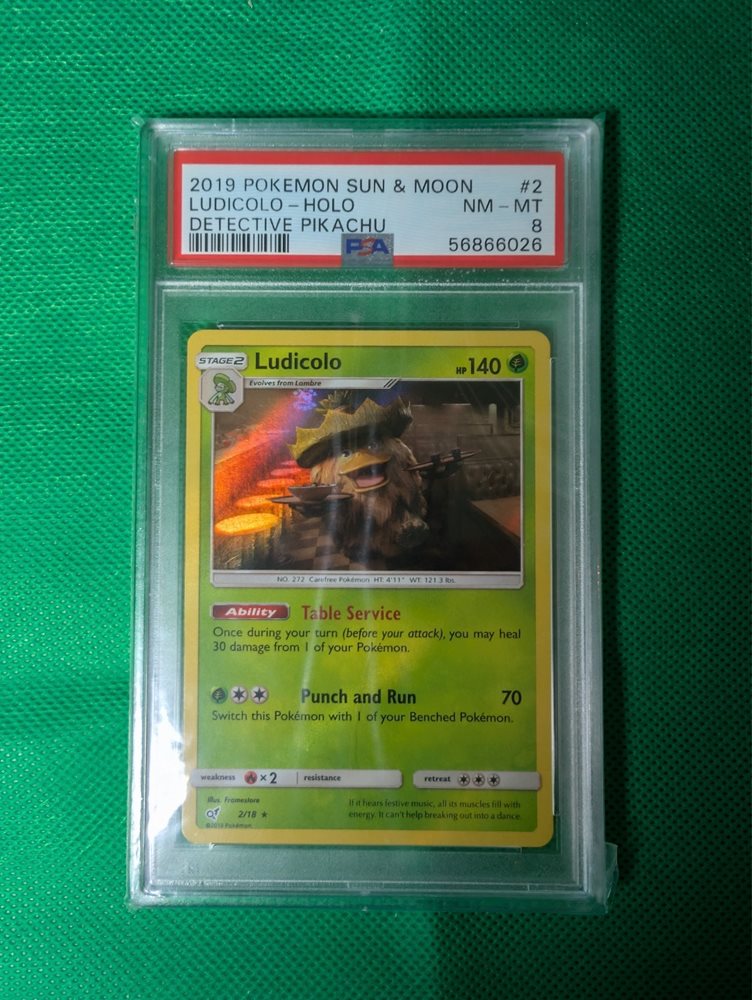 2019 POKEMON SUN & MOON #2
LUDICOLO - HOLO NM - MT
DETECTIVE PIKACHU 8
PSA 56866026
STAGE 2 Ludicolo HP 140
Evolves from Lombre
NO. 272 Carefree Pokémon HT: 4'11" WT: 121.3 lbs.
Ability Table Service
Once during your turn (before your attack), you may heal
30 damage from 1 of your Pokémon.
Punch and Run 70
Switch this Pokémon with 1 of your Benched Pokémon.
weakness ×2 resistance retreat
Illus. Framestore
2/18 ★
©2019 Pokémon
If it hears festive music, all its muscles fill with
energy. It can't help breaking out into a dance.